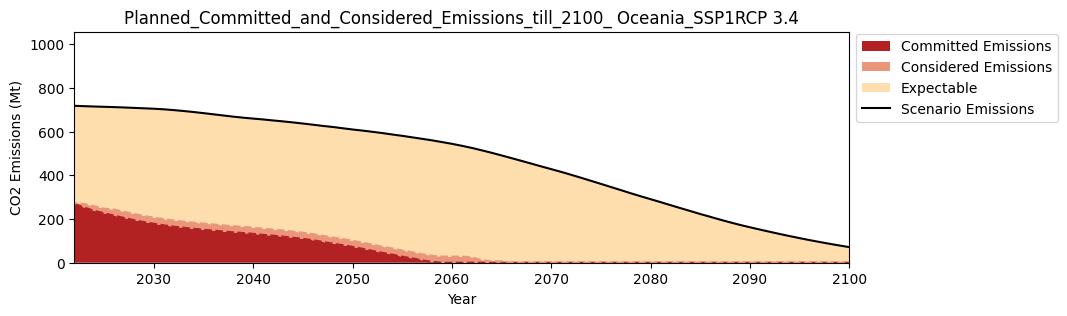 Planned_Committed_and_Considered_Emissions_till_2100_ Oceania_SSP1RCP 3.4
1000
800
600
400
200
0
CO2 Emissions (Mt)
2030 2040 2050 2060 2070 2080 2090 2100
Year
Committed Emissions
Considered Emissions
Expectable
Scenario Emissions